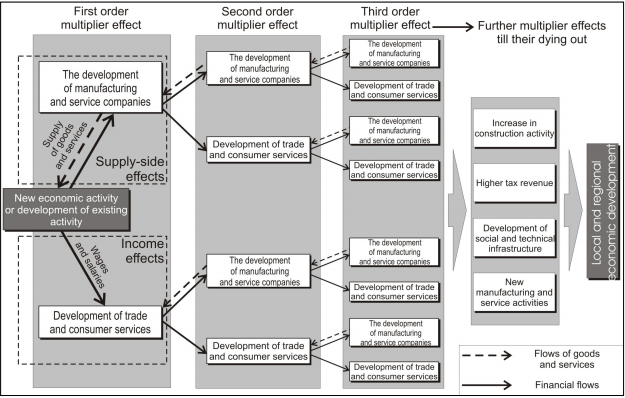 First order
multiplier effect
Second order
multiplier effect
Third order
multiplier effect
Further multiplier effects
till their dying out
The development
of manufacturing
and service companies
Supply
of goods
and services
Supply-side
effects
New economic activity
or development of existing
activity
Wages
and salaries
Income
effects
Development of trade
and consumer services
The development
of manufacturing
and service companies
Development of trade
and consumer services
The development
of manufacturing
and service companies
Development of trade
and consumer services
The development
of manufacturing
and service companies
Development of trade
and consumer services
The development
of manufacturing
and service companies
Development of trade
and consumer services
The development
of manufacturing
and service companies
Development of trade
and consumer services
The development
of manufacturing
and service companies
Development of trade
and consumer services
Increase in
construction activity
Higher tax revenue
Development of
social and technical
infrastructure
New
manufacturing and
service activities
Local and regional
economic development
Flows of goods
and services
Financial flows